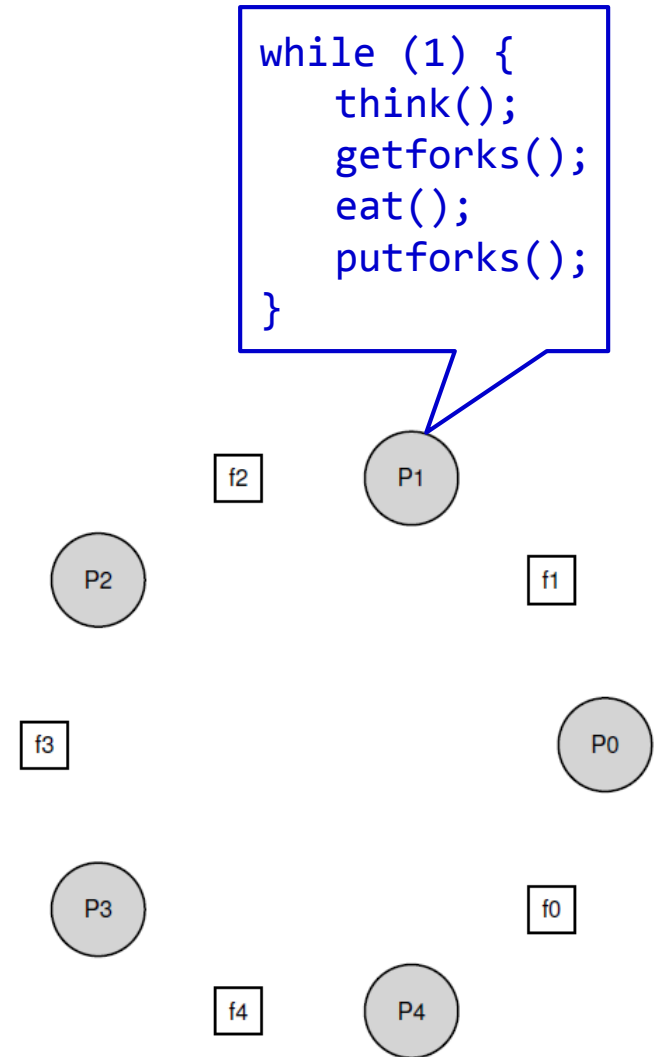 while (1) {
    think();
    getforks();
    eat();
    putforks();
}
f2
P1
P2
f1
f3
P0
P3
f0
f4
P4